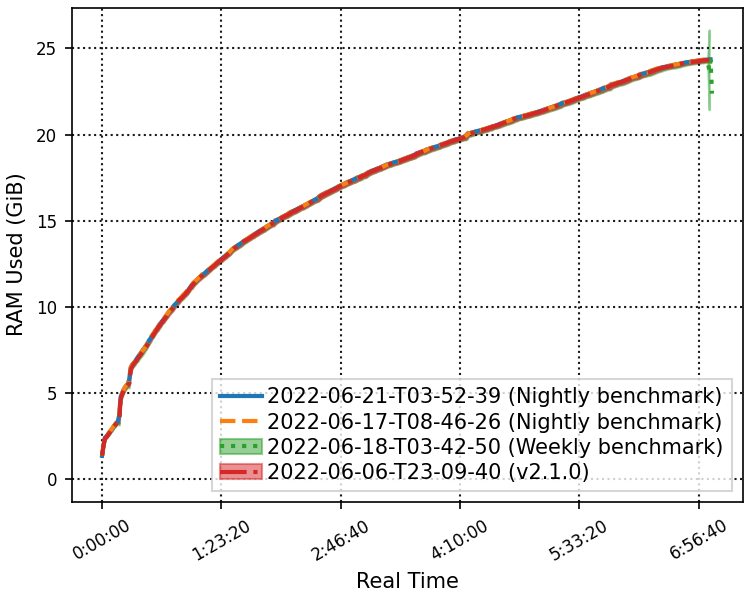 RAM Used (GiB)
25
20
15
10
5
0
2022-06-21-T03-52-39 (Nightly benchmark)
2022-06-17-T08-46-26 (Nightly benchmark)
2022-06-18-T03-42-50 (Weekly benchmark)
2022-06-06-T23-09-40 (v2.1.0)
0:00:00 1:23:20 2:46:40 4:10:00 5:33:20 6:56:40
Real Time